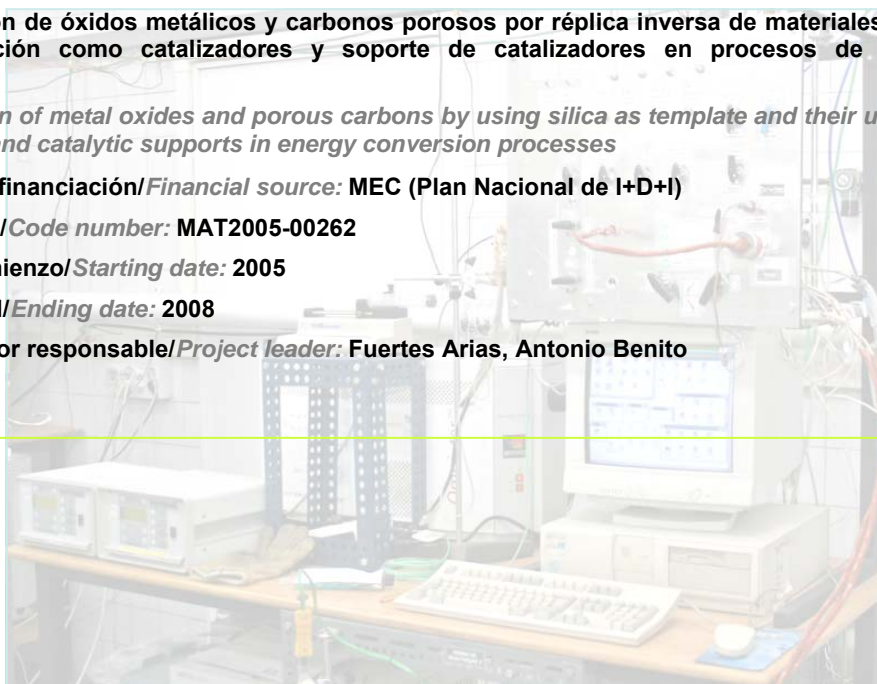 ón de óxidos metálicos y carbonos porosos por réplica inversa de materiales
ción como catalizadores y soporte de catalizadores en procesos de
n of metal oxides and porous carbons by using silica as template and their u
and catalytic supports in energy conversion processes
financiación/Financial source: MEC (Plan Nacional de I+D+I)
/Code number: MAT2005-00262
mienzo/Starting date: 2005
l/Ending date: 2008
or responsable/Project leader: Fuertes Arias, Antonio Benito